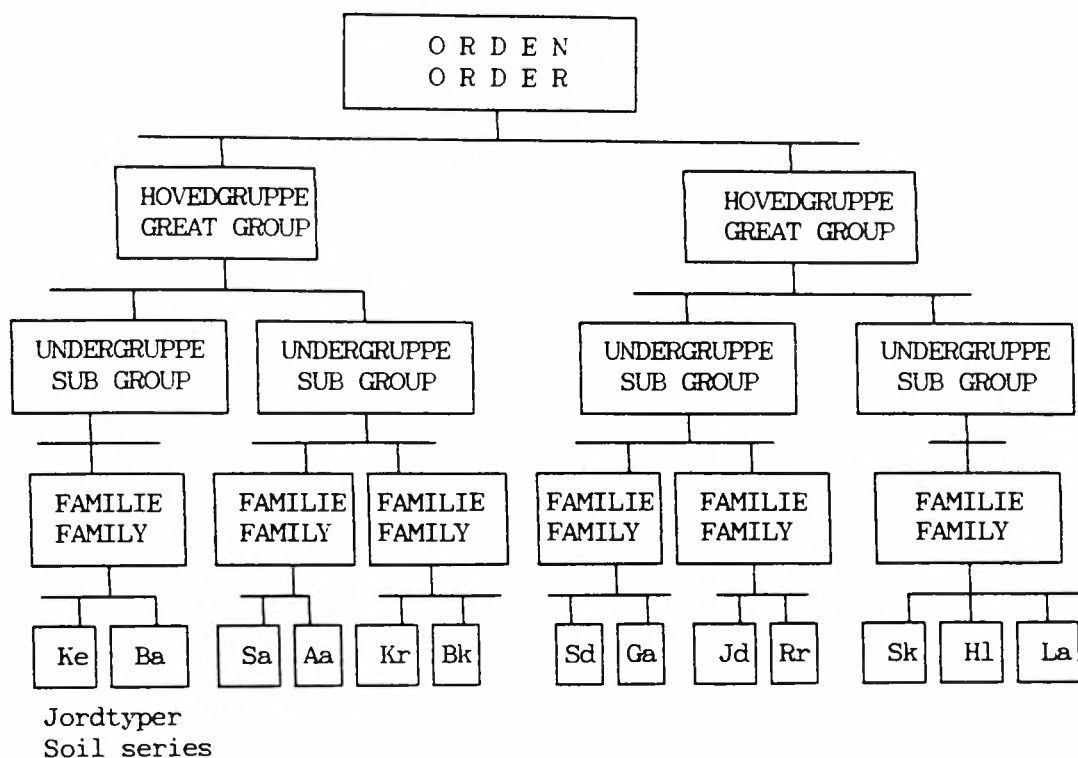 O R D E N
O R D E R
HOVEDGRUPPE
GREAT GROUP
HOVEDGRUPPE
GREAT GROUP
UNDERGRUPPE
SUB GROUP
UNDERGRUPPE
SUB GROUP
UNDERGRUPPE
SUB GROUP
UNDERGRUPPE
SUB GROUP
FAMILIE
FAMILY
FAMILIE
FAMILY
FAMILIE
FAMILY
FAMILIE
FAMILY
FAMILIE
FAMILY
FAMILIE
FAMILY
Ke
Ba
Sa
Aa
Kr
Bk
Sd
Ga
Jd
Rr
Sk
Hl
La
Jordtyper
Soil series